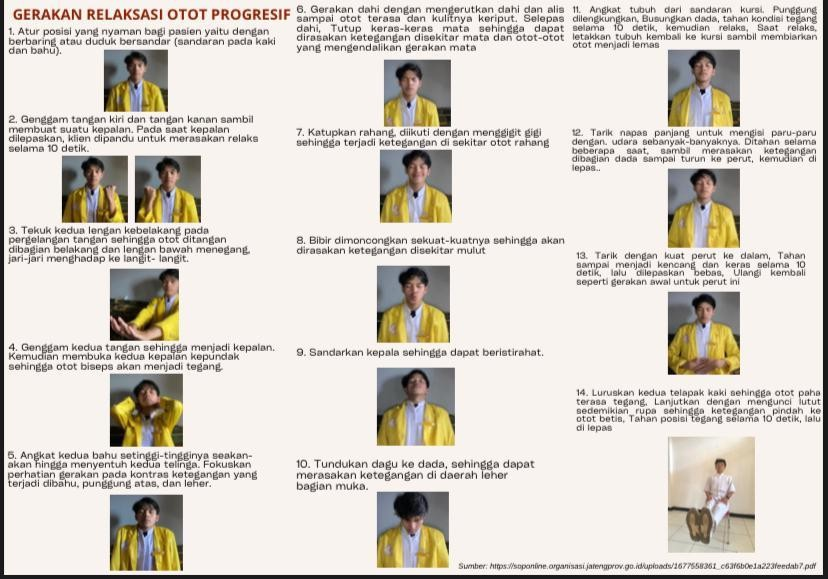 GERAKAN RELAKSASI OTOT PROGRESIF
1. Atur posisi yang nyaman bagi pasien yaitu dengan
berbaring atau duduk bersandar (sandaran pada kaki
dan bahu).
2. Genggam tangan kiri dan tangan kanan sambil
membuat suatu kepalan. Pada saat kepalan
dilepaskan, klien dipandu untuk merasakan relaks
selama 10 detik.
3. Tekuk kedua lengan kebelakang pada
pergelangan tangan sehingga otot ditangan
dibagian belakang dan lengan bawah menegang,
jari-jari menghadap ke langit- langit.
4. Genggam kedua tangan sehingga menjadi kepalan.
Kemudian membuka kedua kepalan kepundak
sehingga otot biseps akan menjadi tegang.
5. Angkat kedua bahu setinggi-tingginya seakan-
akan hingga menyentuh kedua telinga. Fokuskan
perhatian gerakan pada kontras ketegangan yang
terjadi dibahu, punggung atas, dan leher.
6. Gerakan dahi dengan mengerutkan dahi dan alis
sampai otot terasa dan kulitnya keriput. Selepas
dahi, Tutup keras-keras mata sehingga dapat
dirasakan ketegangan disekitar mata dan otot-otot
yang mengendalikan gerakan mata
7. Katupkan rahang, diikuti dengan menggigit gigi
sehingga terjadi ketegangan di sekitar otot rahang
8. Bibir dimoncongkan sekuat-kuatnya sehingga akan
dirasakan ketegangan disekitar mulut
9. Sandarkan kepala sehingga dapat beristirahat.
10. Tundukan dagu ke dada, sehingga dapat
merasakan ketegangan di daerah leher
bagian muka.
11. Angkat tubuh dari sandaran kursi. Punggung
dilengkungkan, Busungkan dada, tahan kondisi tegang
selama 10 detik, kemudian relaks, Saat relaks,
letakkan tubuh kembali ke kursi sambil membiarkan
otot menjadi lemas
12. Tarik napas panjang untuk mengisi paru-paru
dengan. udara sebanyak-banyaknya. Ditahan selama
beberapa saat, sambil merasakan ketegangan
dibagian dada sampai turun ke perut, kemudian di
lepas..
13. Tarik dengan kuat perut ke dalam, Tahan
sampai menjadi kencang dan keras selama 10
detik, lalu dilepaskan bebas, Ulangi kembali
seperti gerakan awal untuk perut ini
14. Luruskan kedua telapak kaki sehingga otot paha
terasa tegang, Lanjutkan dengan mengunci lutut
sedemikian rupa sehingga ketegangan pindah ke
otot betis, Tahan posisi tegang selama 10 detik, lalu
di lepas
Sumber: https://soponline.organisasi.jatengprov.go.id/uploads/1677558361_c63f6b0e1a223feedab7.pdf